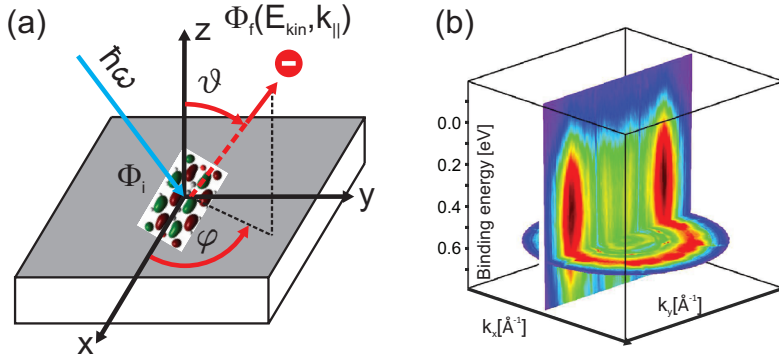 (a)
z
Φf(Ekin,k||)
ħω
ϑ
−
Φi
y
φ
x
(b)
Binding energy [eV]
0.0
0.2
0.4
0.6
kx[Å-1]
ky[Å-1]